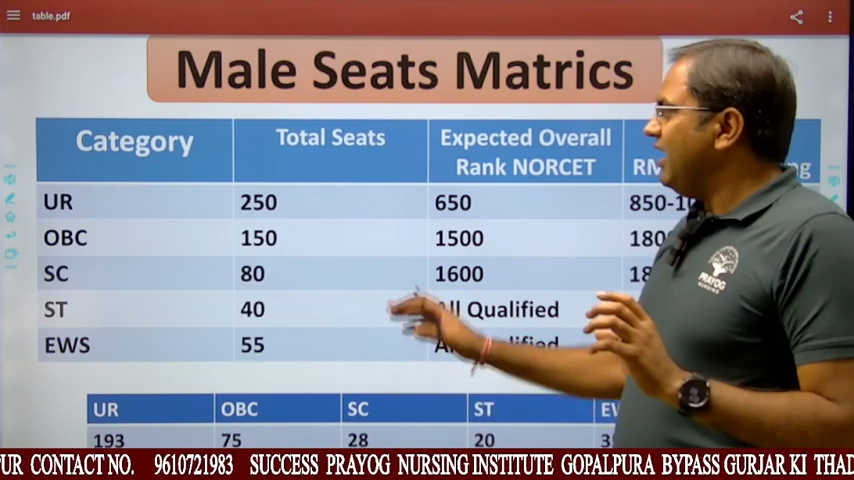 table.pdf
Male Seats Matrics
Category Total Seats Expected Overall Rank NORCET
UR 250 650
OBC 150 1500
SC 80 1600
ST 40 All Qualified
EWS 55
UR OBC SC ST
193 75 28 20
PRAYOG
NURSING
CONTACT NO. 9610721983 SUCCESS PRAYOG NURSING INSTITUTE GOPALPURA BYPASS GURJAR KI